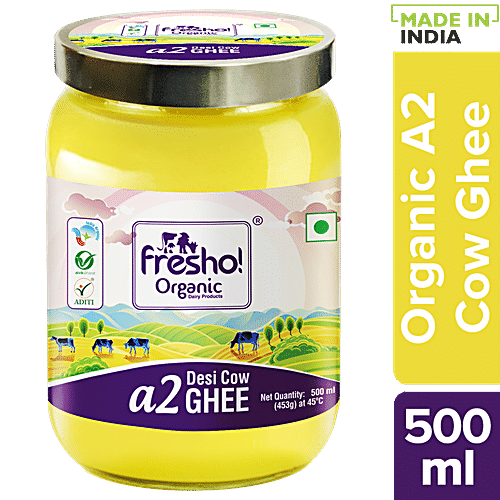 MADE IN
INDIA
fresho!
Organic
Dairy Products
®
ADITI
a2 Desi Cow
GHEE
Net Quantity: 500 ml
(453g) at 45°C
Organic A2
Cow Ghee
500
ml